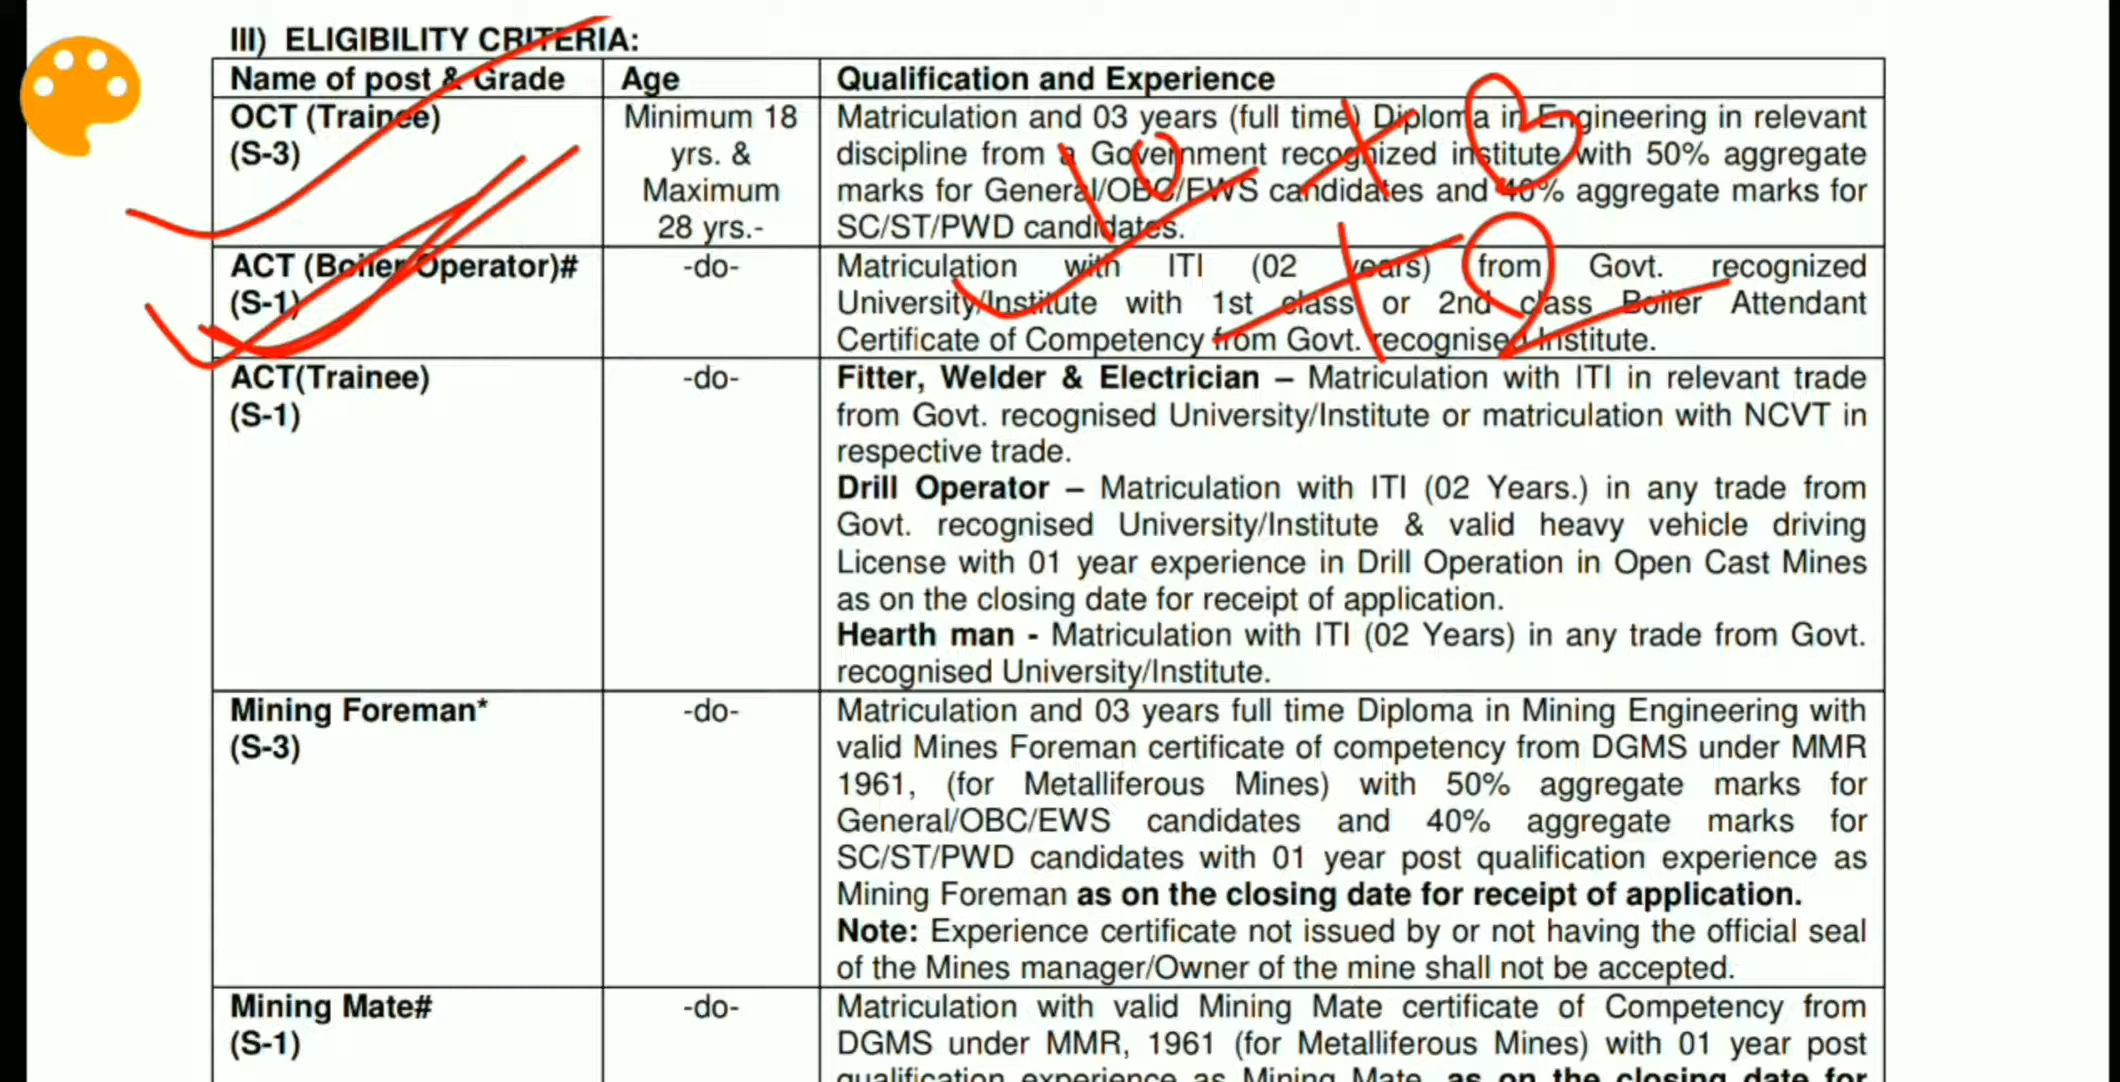 III) ELIGIBILITY CRITERIA:
Name of post & Grade Age Qualification and Experience
OCT (Trainee)
(S-3)
Minimum 18
yrs. &
Maximum
28 yrs.-
Matriculation and 03 years (full time) Diploma in Engineering in relevant
discipline from a Government recognized institute with 50% aggregate
marks for General/OBC/EWS candidates and 40% aggregate marks for
SC/ST/PWD candidates.
10 + 3
+ 2
ACT (Boiler Operator)#
(S-1)
-do-
Matriculation with ITI (02 years) from Govt. recognized
University/Institute with 1st class or 2nd class Boiler Attendant
Certificate of Competency from Govt. recognised Institute.
ACT(Trainee)
(S-1)
-do-
Fitter, Welder & Electrician – Matriculation with ITI in relevant trade
from Govt. recognised University/Institute or matriculation with NCVT in
respective trade.
Drill Operator – Matriculation with ITI (02 Years.) in any trade from
Govt. recognised University/Institute & valid heavy vehicle driving
License with 01 year experience in Drill Operation in Open Cast Mines
as on the closing date for receipt of application.
Hearth man - Matriculation with ITI (02 Years) in any trade from Govt.
recognised University/Institute.
Mining Foreman*
(S-3)
-do-
Matriculation and 03 years full time Diploma in Mining Engineering with
valid Mines Foreman certificate of competency from DGMS under MMR
1961, (for Metalliferous Mines) with 50% aggregate marks for
General/OBC/EWS candidates and 40% aggregate marks for
SC/ST/PWD candidates with 01 year post qualification experience as
Mining Foreman as on the closing date for receipt of application.
Note: Experience certificate not issued by or not having the official seal
of the Mines manager/Owner of the mine shall not be accepted.
Mining Mate#
(S-1)
-do-
Matriculation with valid Mining Mate certificate of Competency from
DGMS under MMR, 1961 (for Metalliferous Mines) with 01 year post
qualification experience as Mining Mate as on the closing date for